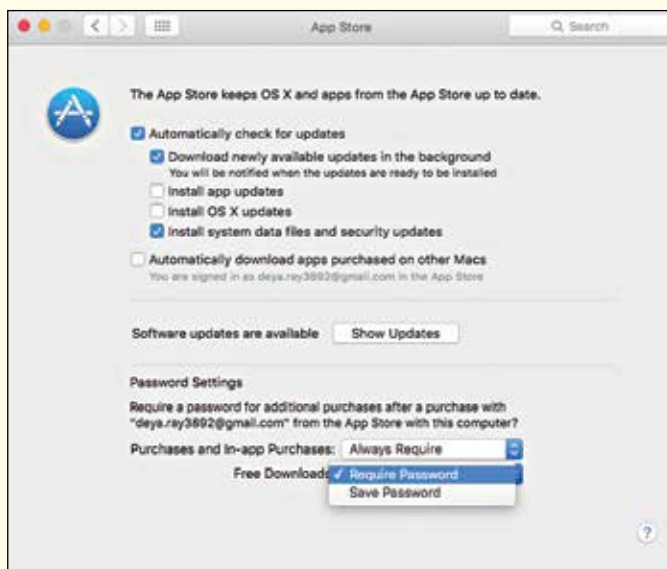 App Store
Search
The App Store keeps OS X and apps from the App Store up to date.
Automatically check for updates
Download newly available updates in the background
You will be notified when the updates are ready to be installed
Install app updates
Install OS X updates
Install system data files and security updates
Automatically download apps purchased on other Macs
You are signed in as deya.ray3892@gmail.com in the App Store
Software updates are available Show Updates
Password Settings
Require a password for additional purchases after a purchase with
"deya.ray3892@gmail.com" from the App Store with this computer?
Purchases and In-app Purchases: Always Require
Free Downloads ✓ Require Password
Save Password
?